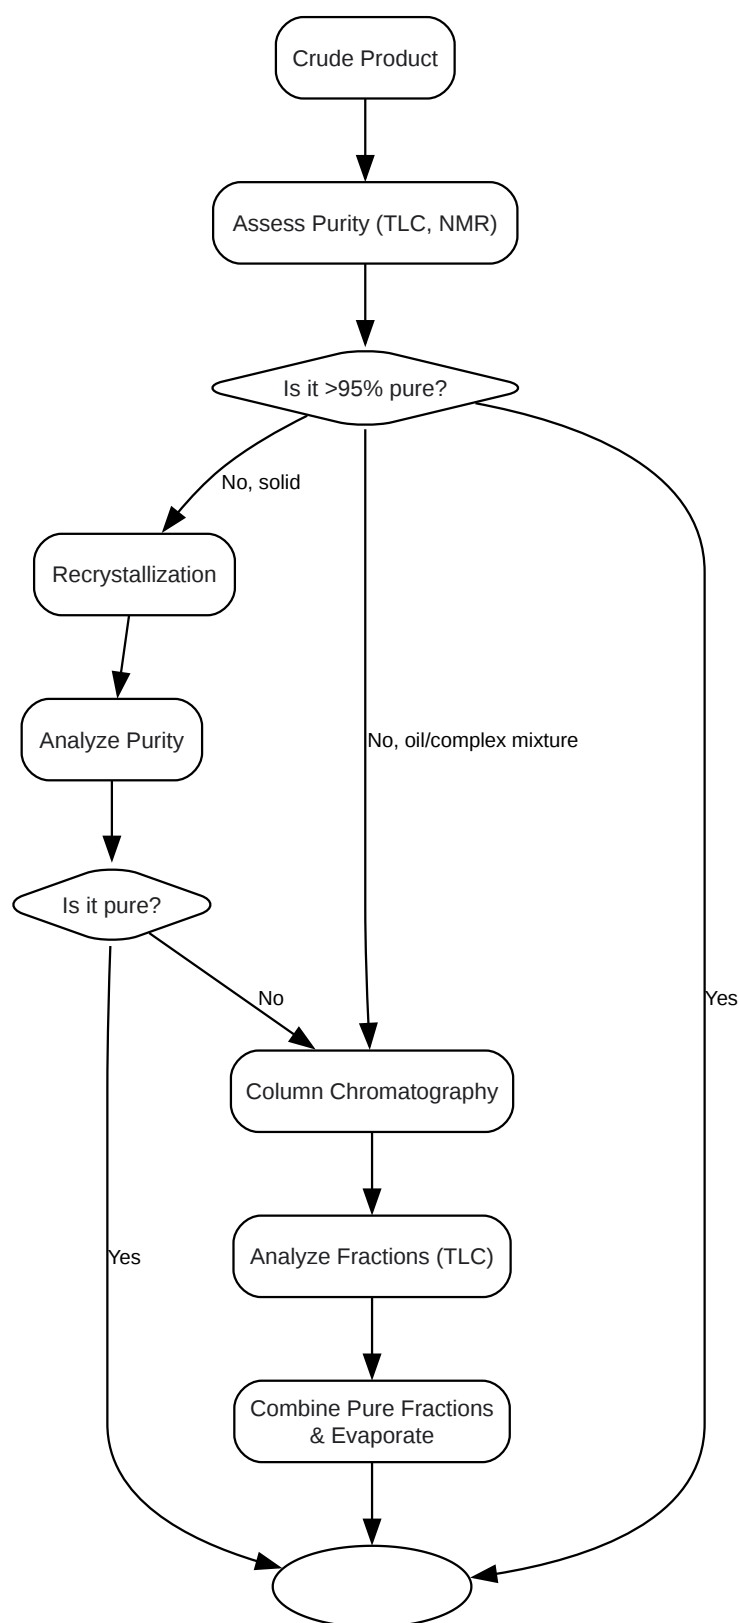 Crude Product
Assess Purity (TLC, NMR)
Is it >95% pure?
No, solid
Recrystallization
Analyze Purity
No, oil/complex mixture
Is it pure?
No
Yes
Column Chromatography
Yes
Analyze Fractions (TLC)
Combine Pure Fractions
& Evaporate